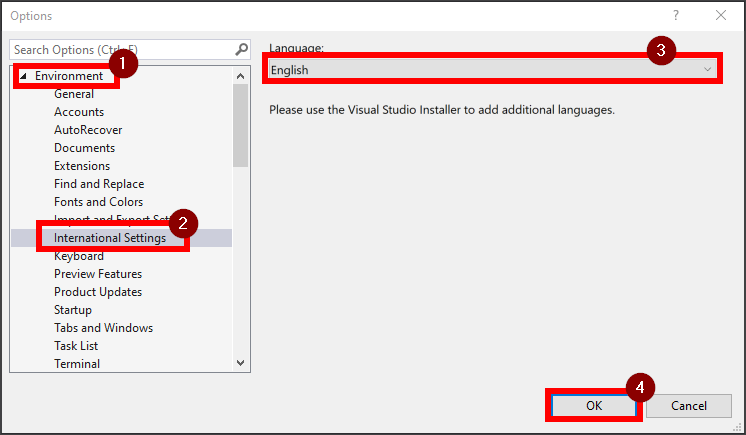 Options
?
Search Options (Ctrl+E)
1
Environment
General
Accounts
AutoRecover
Documents
Extensions
Find and Replace
Fonts and Colors
Import and Export
2
International Settings
Keyboard
Preview Features
Product Updates
Startup
Tabs and Windows
Task List
Terminal
Language:
3
English
Please use the Visual Studio Installer to add additional languages.
4
OK
Cancel